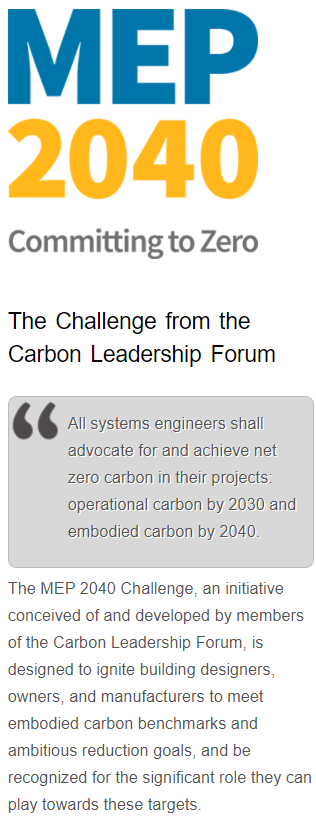 MEP
2040
Committing to Zero
The Challenge from the
Carbon Leadership Forum
“ All systems engineers shall
advocate for and achieve net
zero carbon in their projects:
operational carbon by 2030 and
embodied carbon by 2040.
The MEP 2040 Challenge, an initiative
conceived of and developed by members
of the Carbon Leadership Forum, is
designed to ignite building designers,
owners, and manufacturers to meet
embodied carbon benchmarks and
ambitious reduction goals, and be
recognized for the significant role they can
play towards these targets.